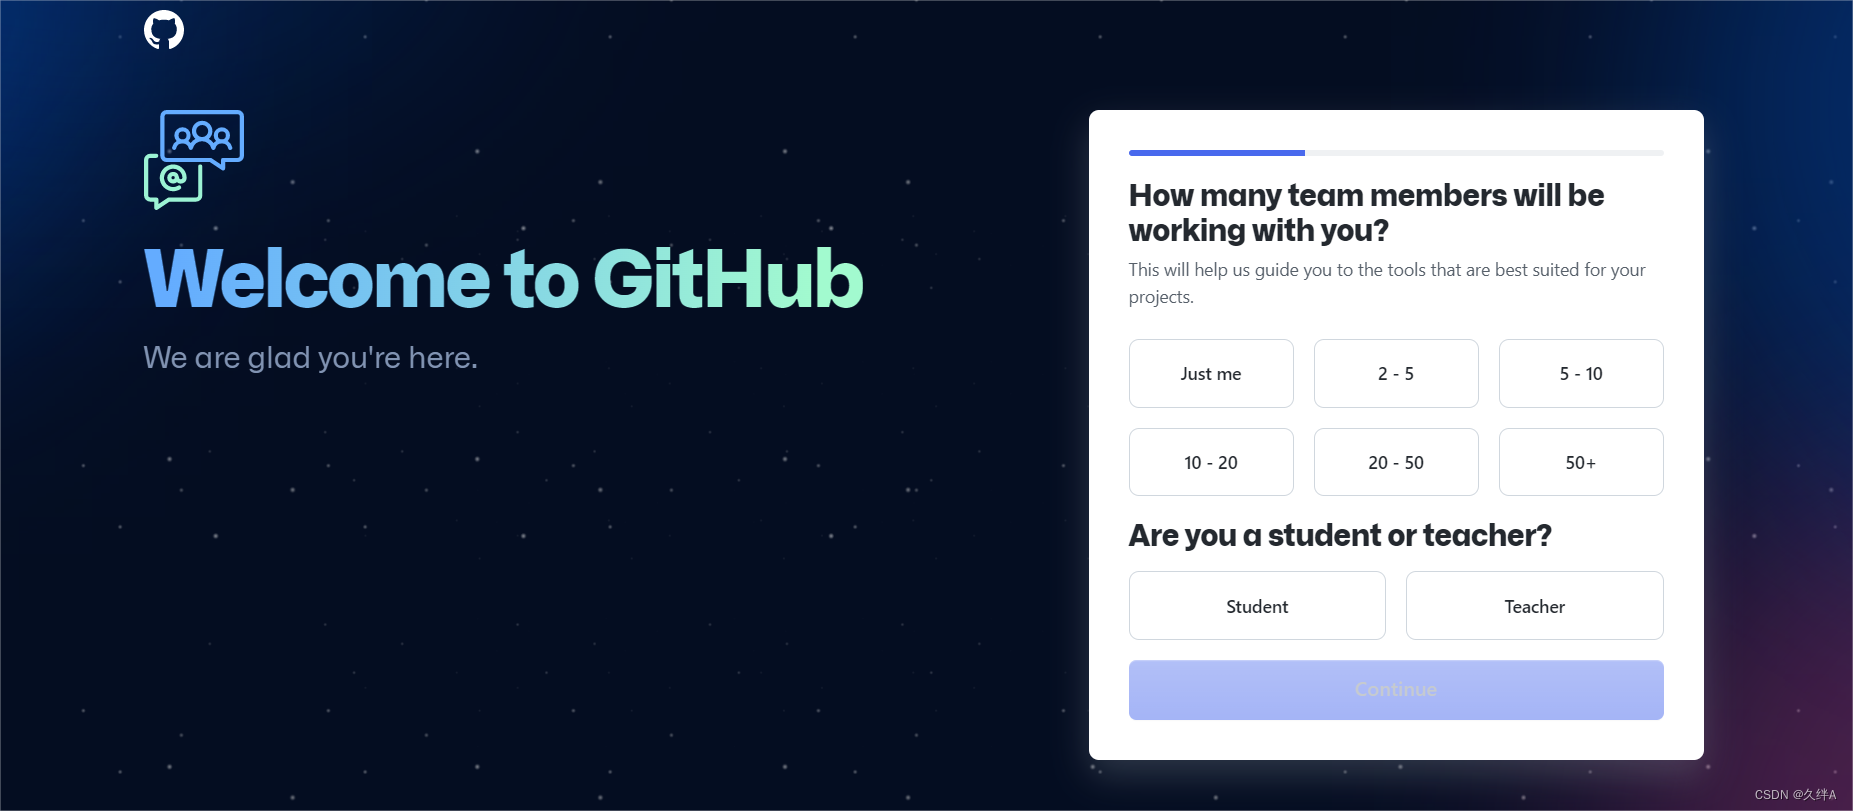 Welcome to GitHub
We are glad you're here.
How many team members will be
working with you?
This will help us guide you to the tools that are best suited for your
projects.
Just me
2 - 5
5 - 10
10 - 20
20 - 50
50+
Are you a student or teacher?
Student
Teacher
Continue
CSDN @久绊A